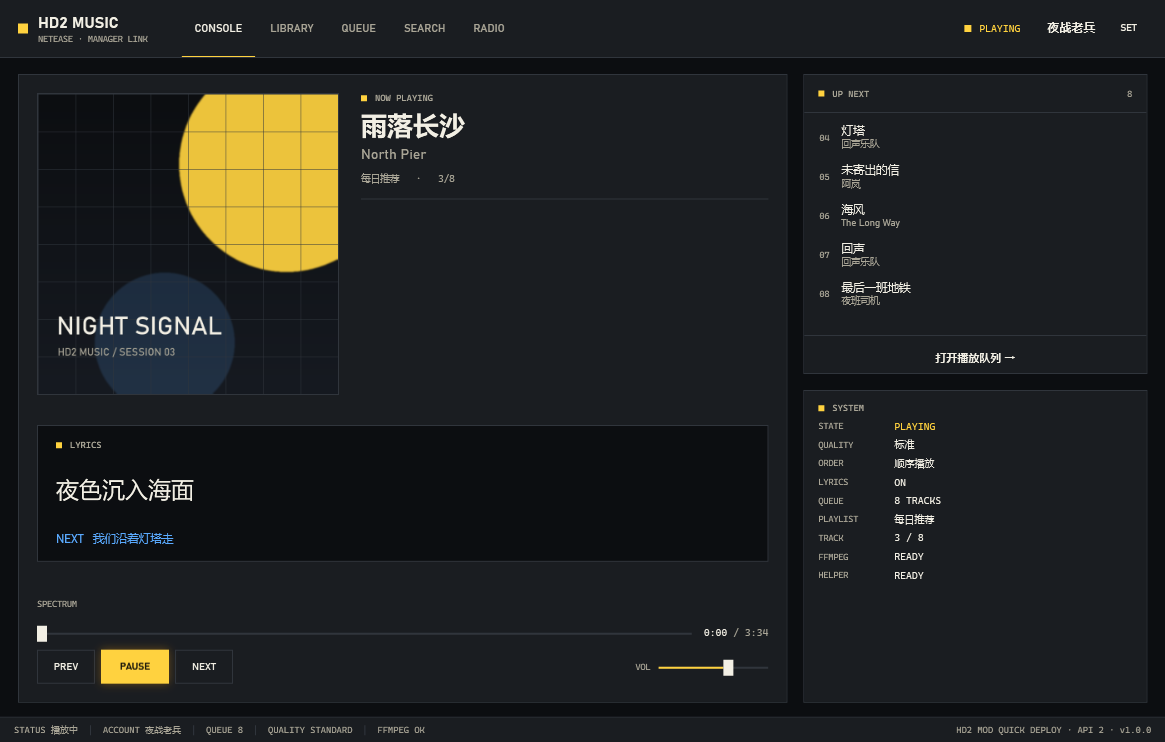 HD2 MUSIC
NETEASE · MANAGER LINK
CONSOLE LIBRARY QUEUE SEARCH RADIO
PLAYING 夜战老兵 SET
NIGHT SIGNAL
HD2 MUSIC / SESSION 03
NOW PLAYING
雨落长沙
North Pier
每日推荐 · 3/8
LYRICS
夜色沉入海面
NEXT 我们沿着灯塔走
SPECTRUM
0:00 / 3:34
PREV PAUSE NEXT
VOL
UP NEXT 8
04 灯塔
回声乐队
05 未寄出的信
阿岚
06 海风
The Long Way
07 回声
回声乐队
08 最后一班地铁
夜班司机
打开播放队列 →
SYSTEM
STATE PLAYING
QUALITY 标准
ORDER 顺序播放
LYRICS ON
QUEUE 8 TRACKS
PLAYLIST 每日推荐
TRACK 3 / 8
FFMPEG READY
HELPER READY
STATUS 播放中 ACCOUNT 夜战老兵 QUEUE 8 QUALITY STANDARD FFMPEG OK
HD2 MOD QUICK DEPLOY · API 2 · v1.0.0